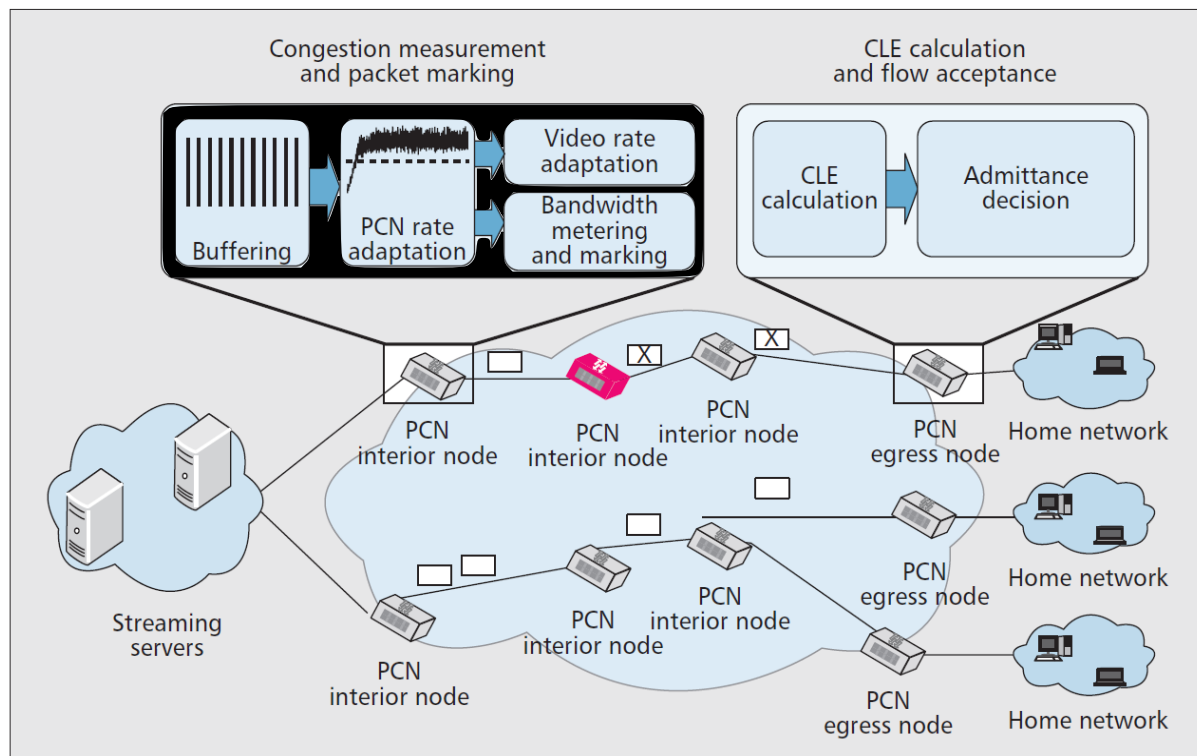 Congestion measurement
and packet marking
CLE calculation
and flow acceptance
Buffering
PCN rate
adaptation
Video rate
adaptation
Bandwidth
metering
and marking
CLE
calculation
Admittance
decision
X
X
PCN
interior node
PCN
interior node
PCN
interior node
PCN
egress node
Home network
Streaming
servers
PCN
interior node
PCN
interior node
PCN
interior node
PCN
egress node
Home network
PCN
egress node
Home network